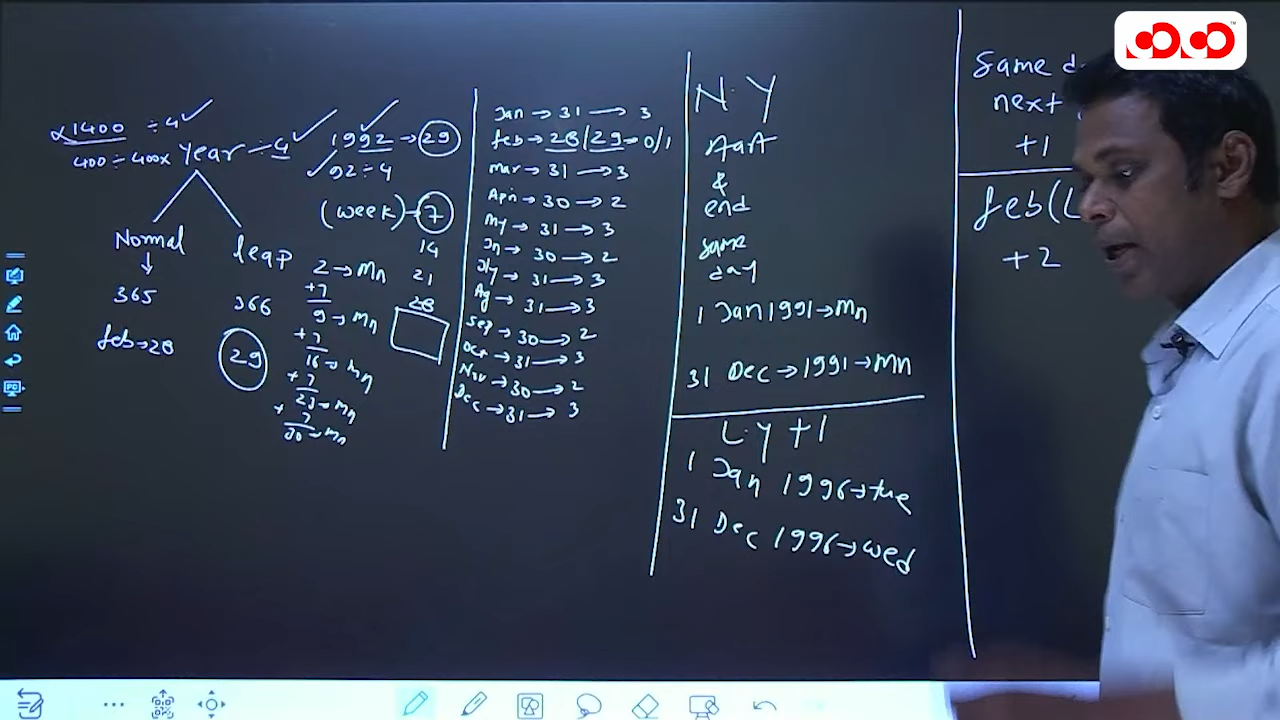 1400 ÷ 4 ✓
400 ÷ 400 x Year ÷ 4 ✓
1992 → 29
92 ÷ 4
Normal
365
feb → 28
leap
366
29
(week) → 7
14
21
28
2 → Mn
+7
9 → Mn
+7
16 → Mn
+7
23 → Mn
+7
30 → Mn
Jan → 31 → 3
feb → 28/29 = 0/1
Mar → 31 → 3
Apr → 30 → 2
My → 31 → 3
Jn → 30 → 2
Jly → 31 → 3
Ag → 31 → 3
Sep → 30 → 2
Oct → 31 → 3
Nov → 30 → 2
Dec → 31 → 3
N.Y
start
&
end
same
day
1 Jan 1991 → Mn
31 Dec → 1991 → Mn
L.Y +1
1 Jan 1996 → tue
31 Dec 1996 → wed
Same d
next
+1
feb(L
+2
PC